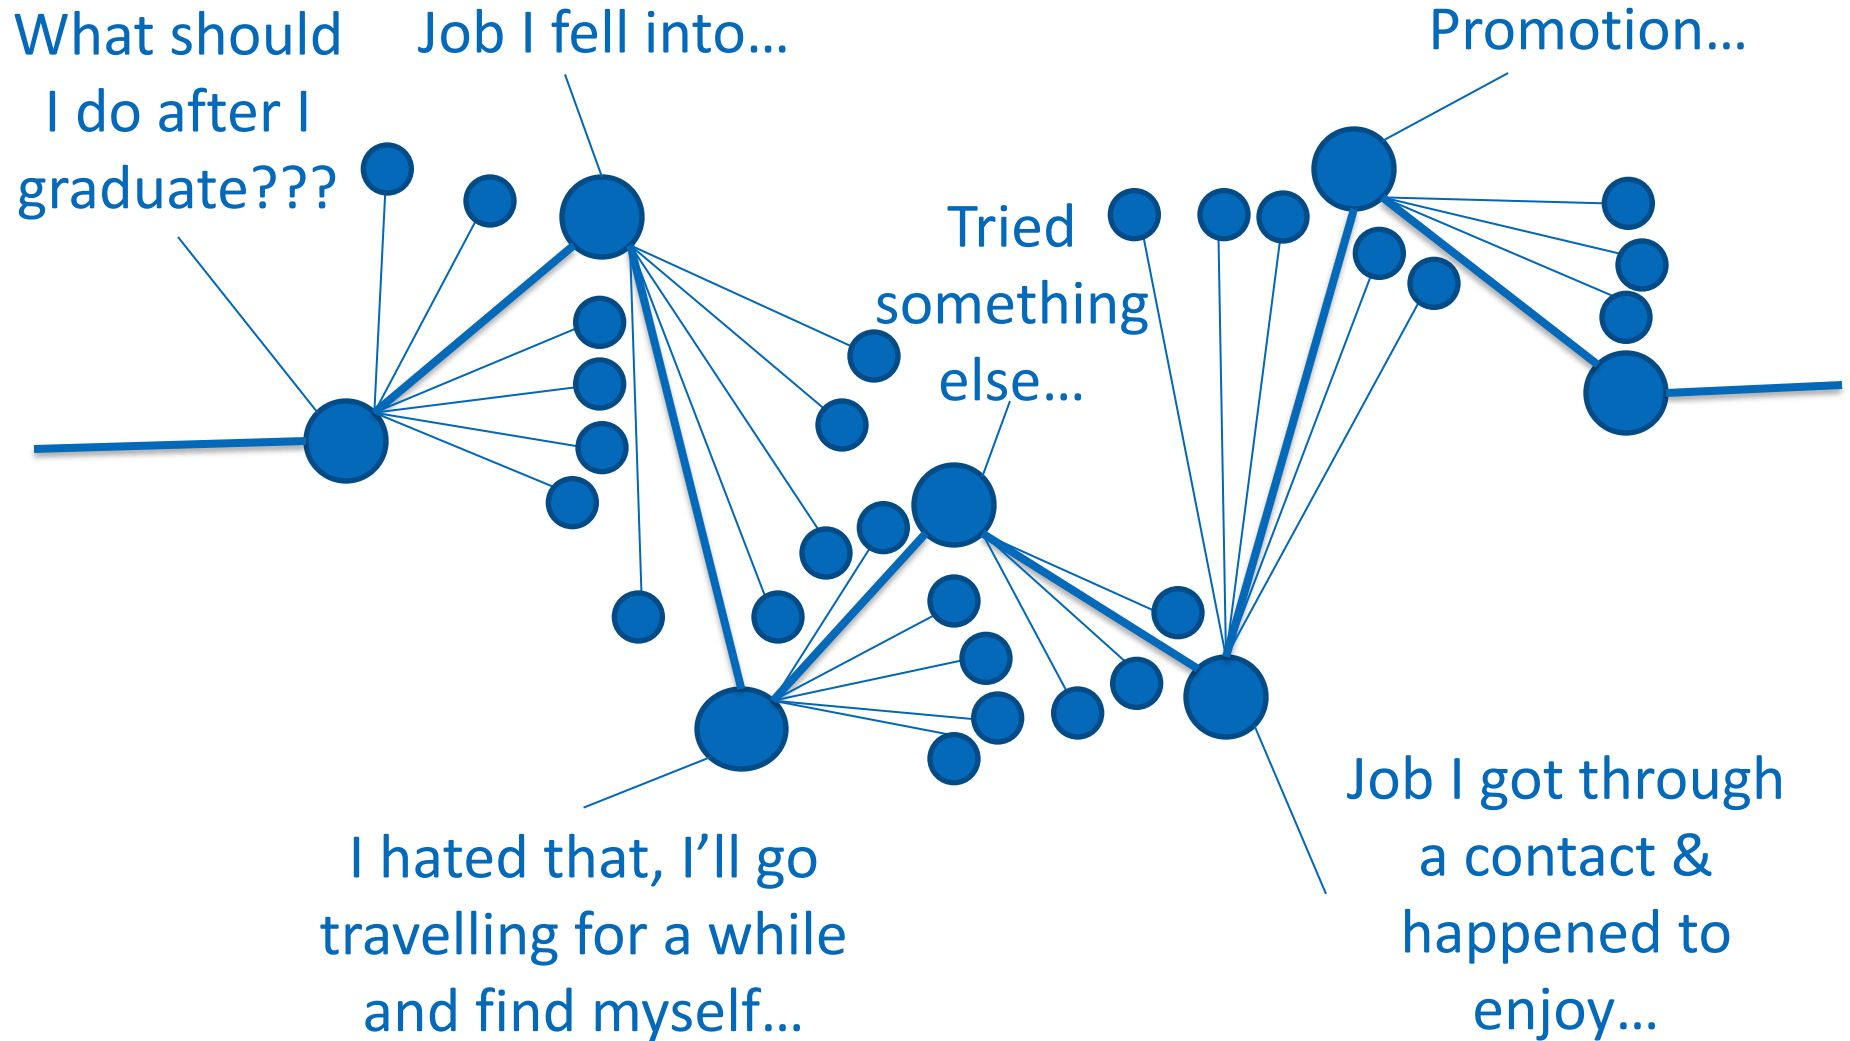 What should
I do after I
graduate???
Job I fell into…
Tried
something
else…
Promotion…
I hated that, I’ll go
travelling for a while
and find myself…
Job I got through
a contact &
happened to
enjoy…